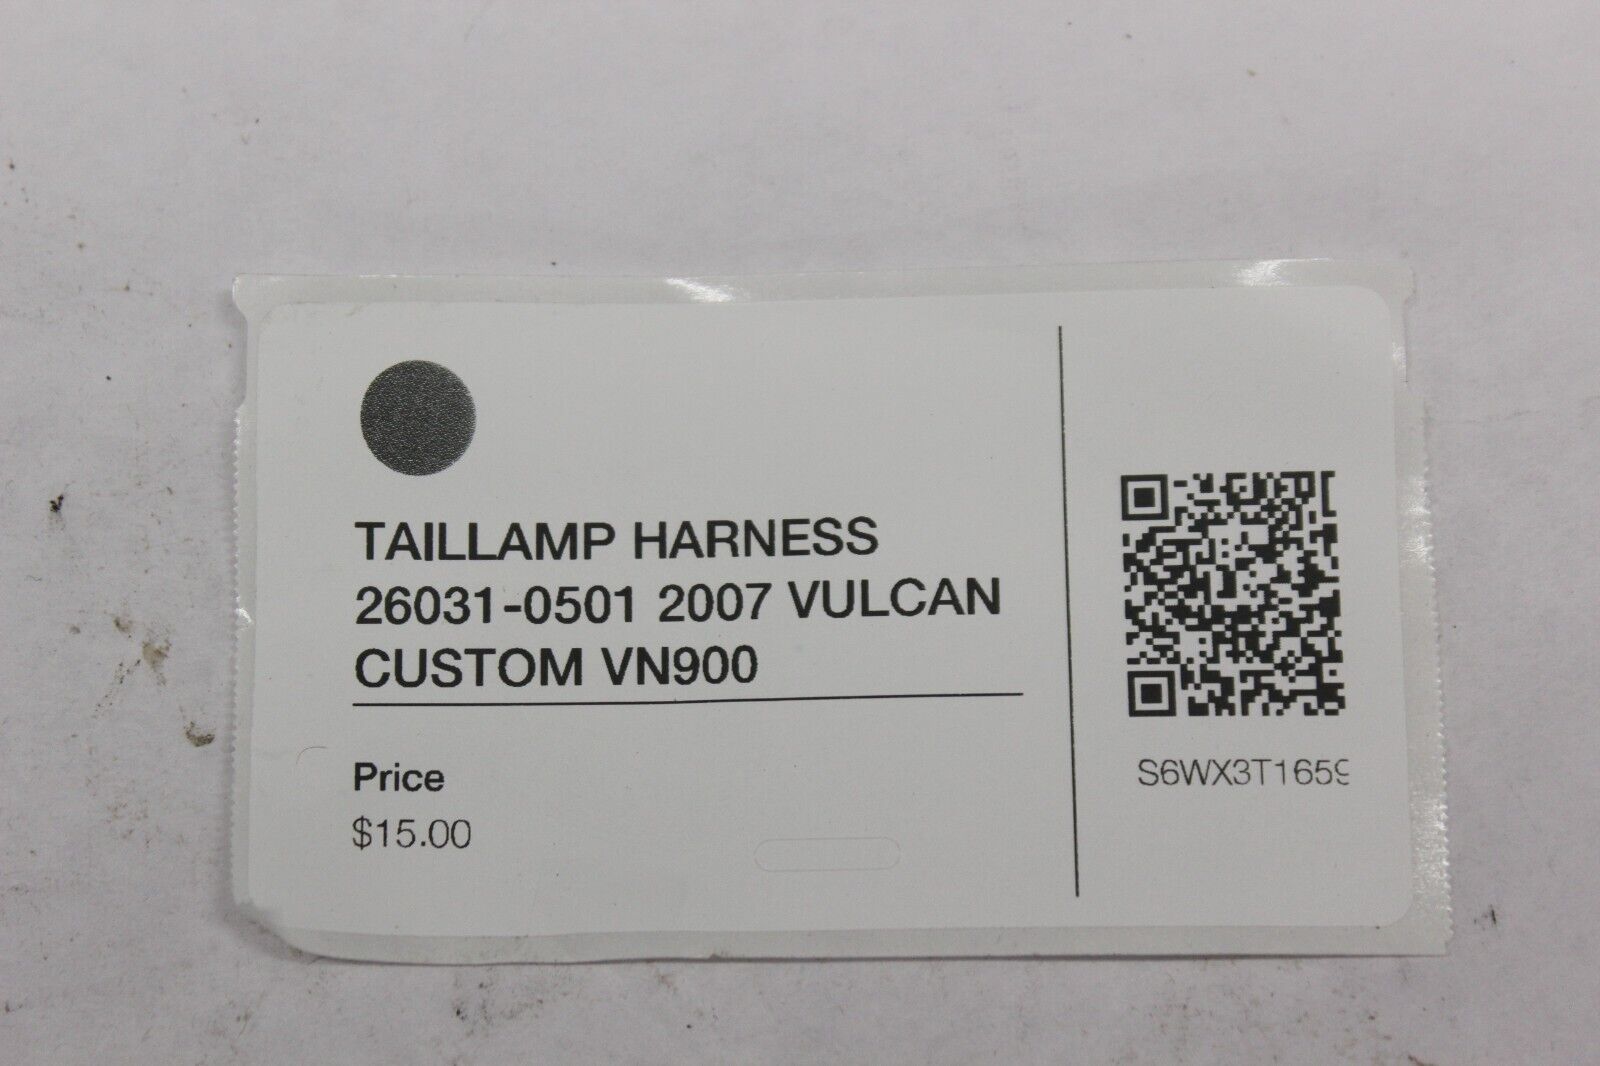 TAILLAMP HARNESS
26031-0501 2007 VULCAN
CUSTOM VN900
Price
$15.00
S6WX3T1659